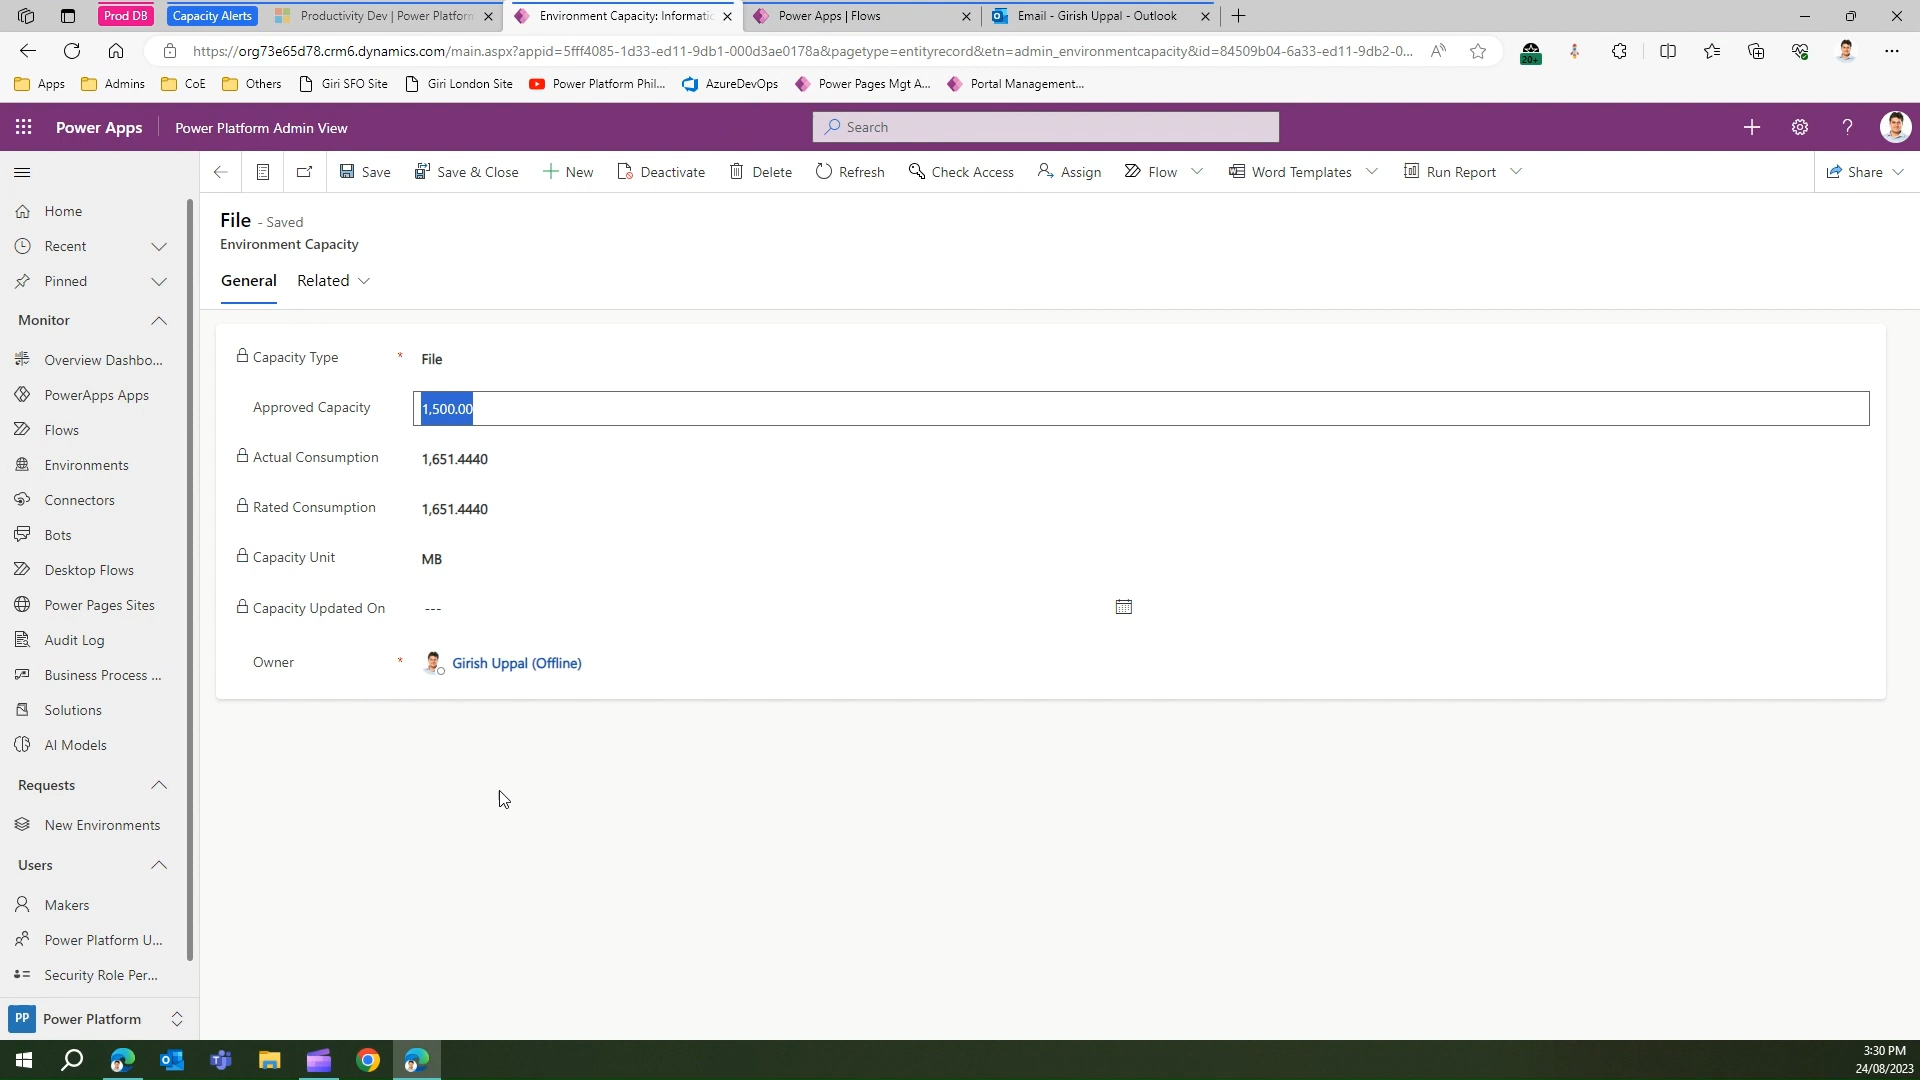 Prod DB
Capacity Alerts
Productivity Dev | Power Platform
Environment Capacity: Informatic
Power Apps | Flows
Email - Girish Uppal - Outlook
https://org73e65d78.crm6.dynamics.com/main.aspx?appid=5fff4085-1d33-ed11-9db1-000d3ae0178a&pagetype=entityrecord&etn=admin_environmentcapacity&id=84509b04-6a33-ed11-9db2-0...
20+
Apps
Admins
CoE
Others
Giri SFO Site
Giri London Site
Power Platform Phil...
AzureDevOps
Power Pages Mgt A...
Portal Management...
Power Apps
Power Platform Admin View
Search
Save
Save & Close
New
Deactivate
Delete
Refresh
Check Access
Assign
Flow
Word Templates
Run Report
Share
Home
Recent
Pinned
Monitor
Overview Dashbo...
PowerApps Apps
Flows
Environments
Connectors
Bots
Desktop Flows
Power Pages Sites
Audit Log
Business Process ...
Solutions
AI Models
Requests
New Environments
Users
Makers
Power Platform U...
Security Role Per...
PP Power Platform
File - Saved
Environment Capacity
General
Related
Capacity Type * File
Approved Capacity 1,500.00
Actual Consumption 1,651.4440
Rated Consumption 1,651.4440
Capacity Unit MB
Capacity Updated On ---
Owner * Girish Uppal (Offline)
3:30 PM
24/08/2023